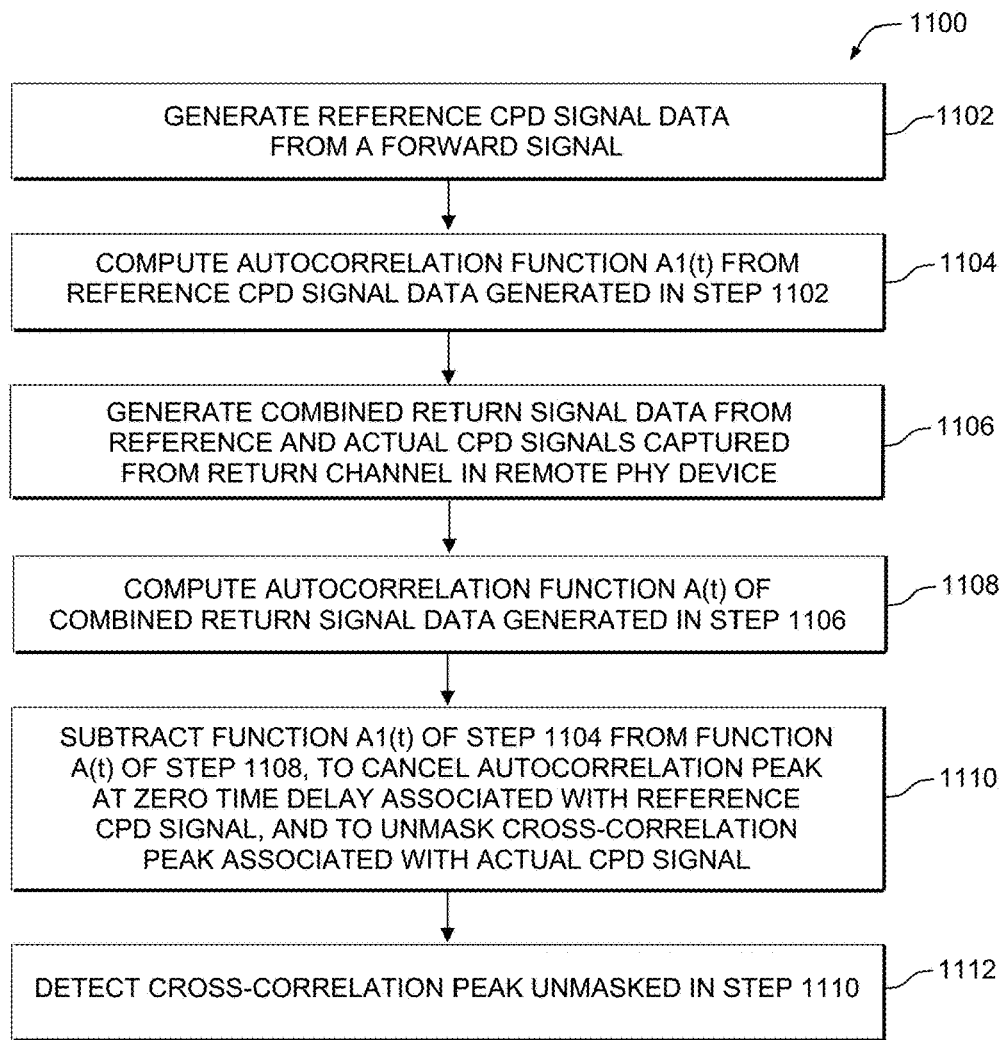 1100
GENERATE REFERENCE CPD SIGNAL DATA
FROM A FORWARD SIGNAL
1102
COMPUTE AUTOCORRELATION FUNCTION A1(t) FROM
REFERENCE CPD SIGNAL DATA GENERATED IN STEP 1102
1104
GENERATE COMBINED RETURN SIGNAL DATA FROM
REFERENCE AND ACTUAL CPD SIGNALS CAPTURED
FROM RETURN CHANNEL IN REMOTE PHY DEVICE
1106
COMPUTE AUTOCORRELATION FUNCTION A(t) OF
COMBINED RETURN SIGNAL DATA GENERATED IN STEP 1106
1108
SUBTRACT FUNCTION A1(t) OF STEP 1104 FROM FUNCTION
A(t) OF STEP 1108, TO CANCEL AUTOCORRELATION PEAK
AT ZERO TIME DELAY ASSOCIATED WITH REFERENCE
CPD SIGNAL, AND TO UNMASK CROSS-CORRELATION
PEAK ASSOCIATED WITH ACTUAL CPD SIGNAL
1110
DETECT CROSS-CORRELATION PEAK UNMASKED IN STEP 1110
1112